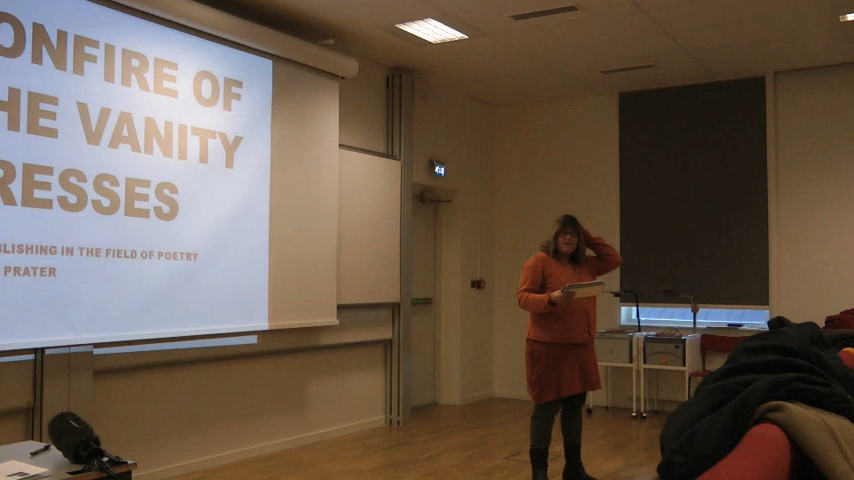 ONFIRE OF
HE VANITY
RESSES
BLISHING IN THE FIELD OF POETRY
PRATER